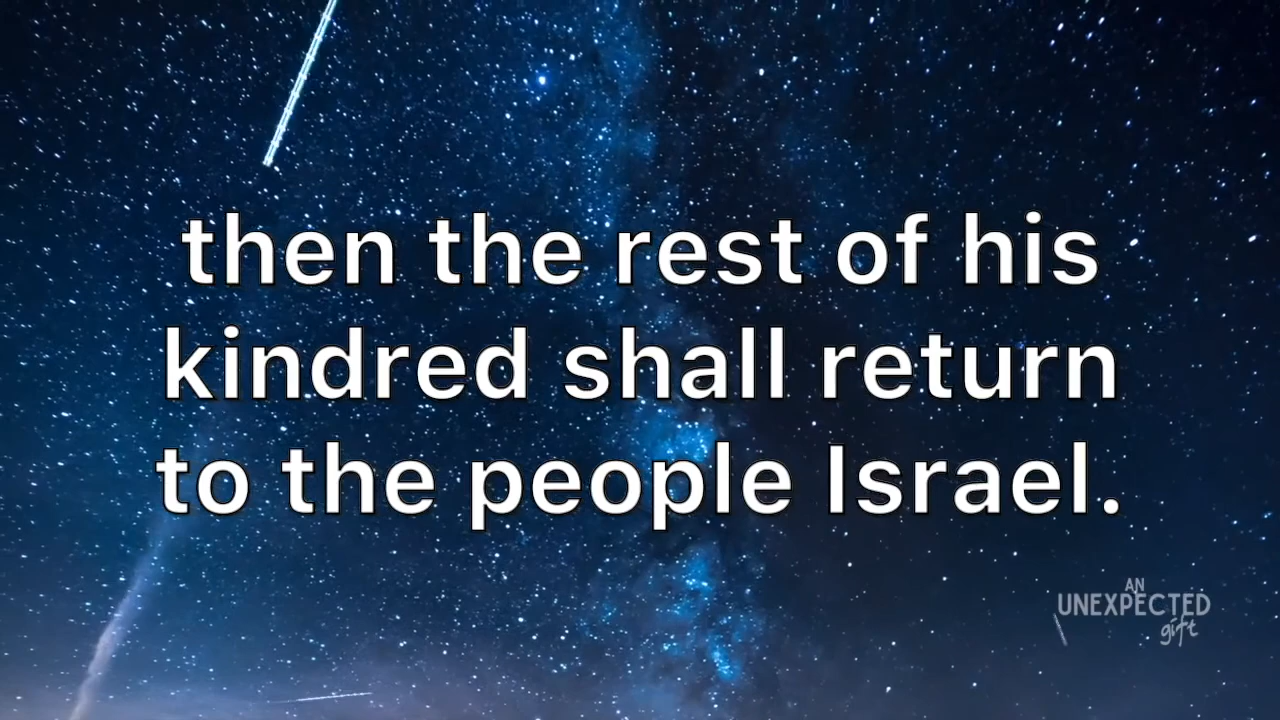 then the rest of his
kindred shall return
to the people Israel.
AN
UNEXPECTED
gift